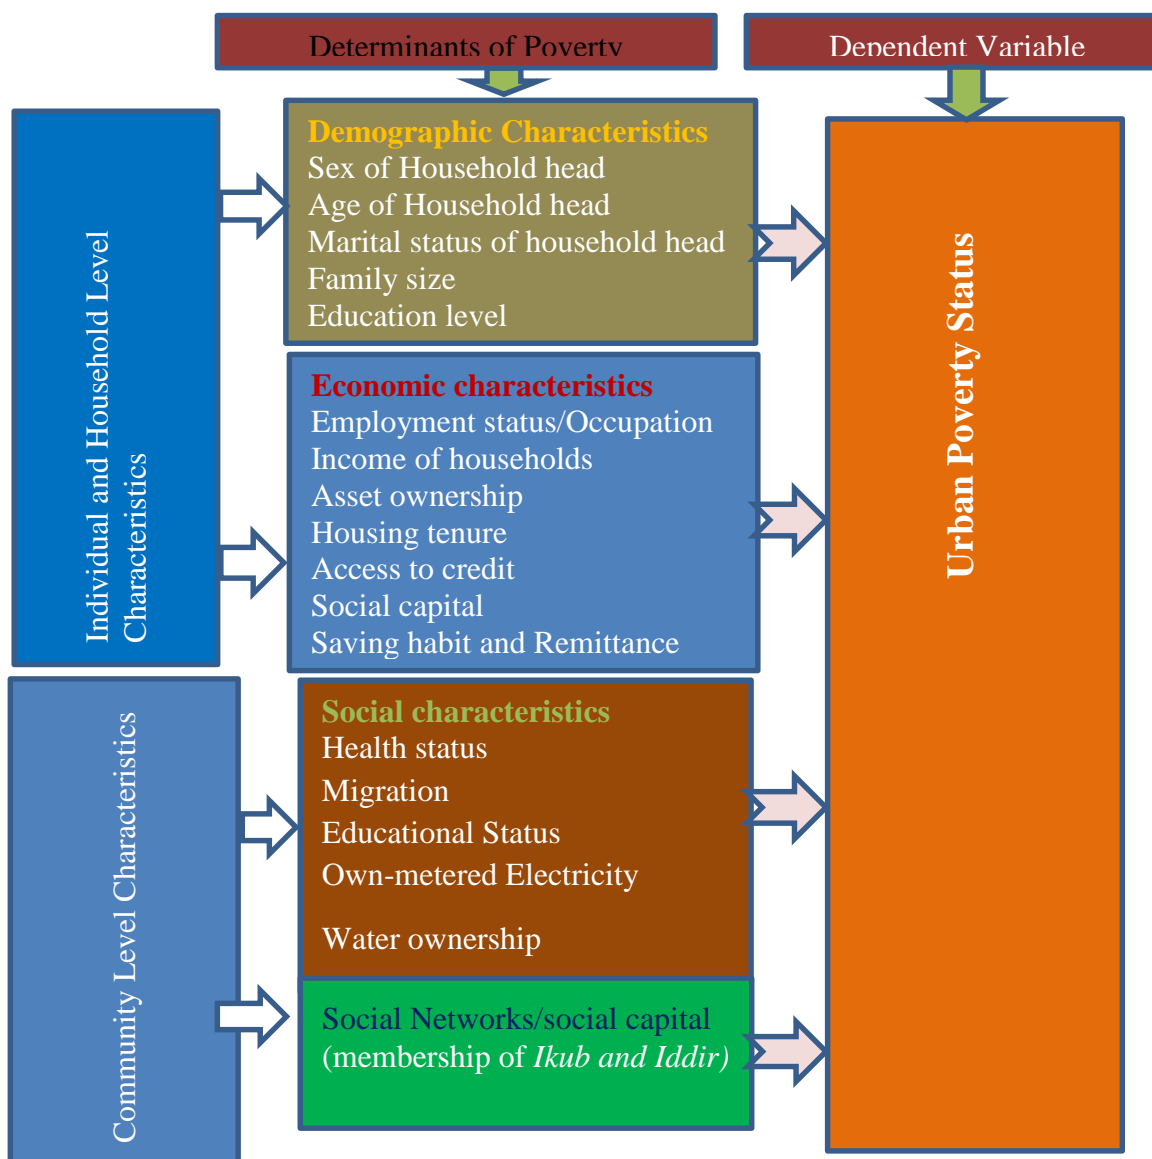 Determinants of Poverty
Dependent Variable
Individual and Household Level
Characteristics
Demographic Characteristics
Sex of Household head
Age of Household head
Marital status of household head
Family size
Education level
Economic characteristics
Employment status/Occupation
Income of households
Asset ownership
Housing tenure
Access to credit
Social capital
Saving habit and Remittance
Community Level Characteristics
Social characteristics
Health status
Migration
Educational Status
Own-metered Electricity
Water ownership
Social Networks/social capital
(membership of Ikub and Iddir)
Urban Poverty Status